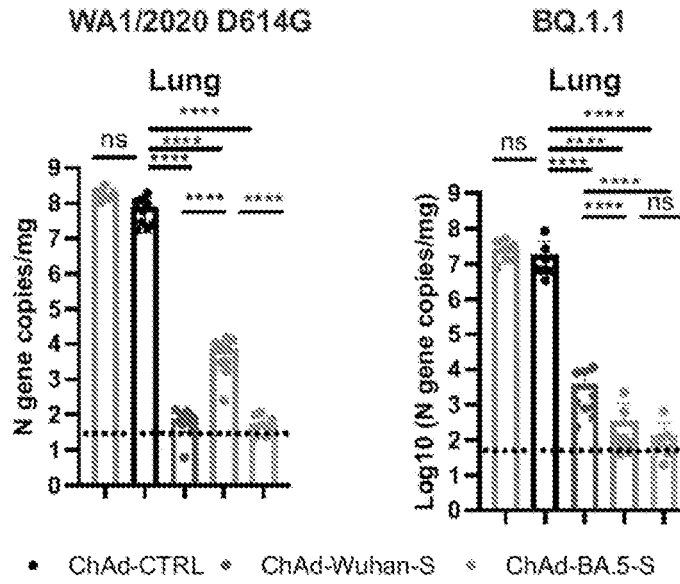 WA1/2020 D614G
BQ.1.1
Lung
Lung
****
****
****
ns
****
****
N gene copies/mg
9
8
7
6
5
4
3
2
1
0
****
****
****
ns
****
****
ns
Log10 (N gene copies/mg)
9
8
7
6
5
4
3
2
1
0
ChAd-CTRL
ChAd-Wuhan-S
ChAd-BA.5-S